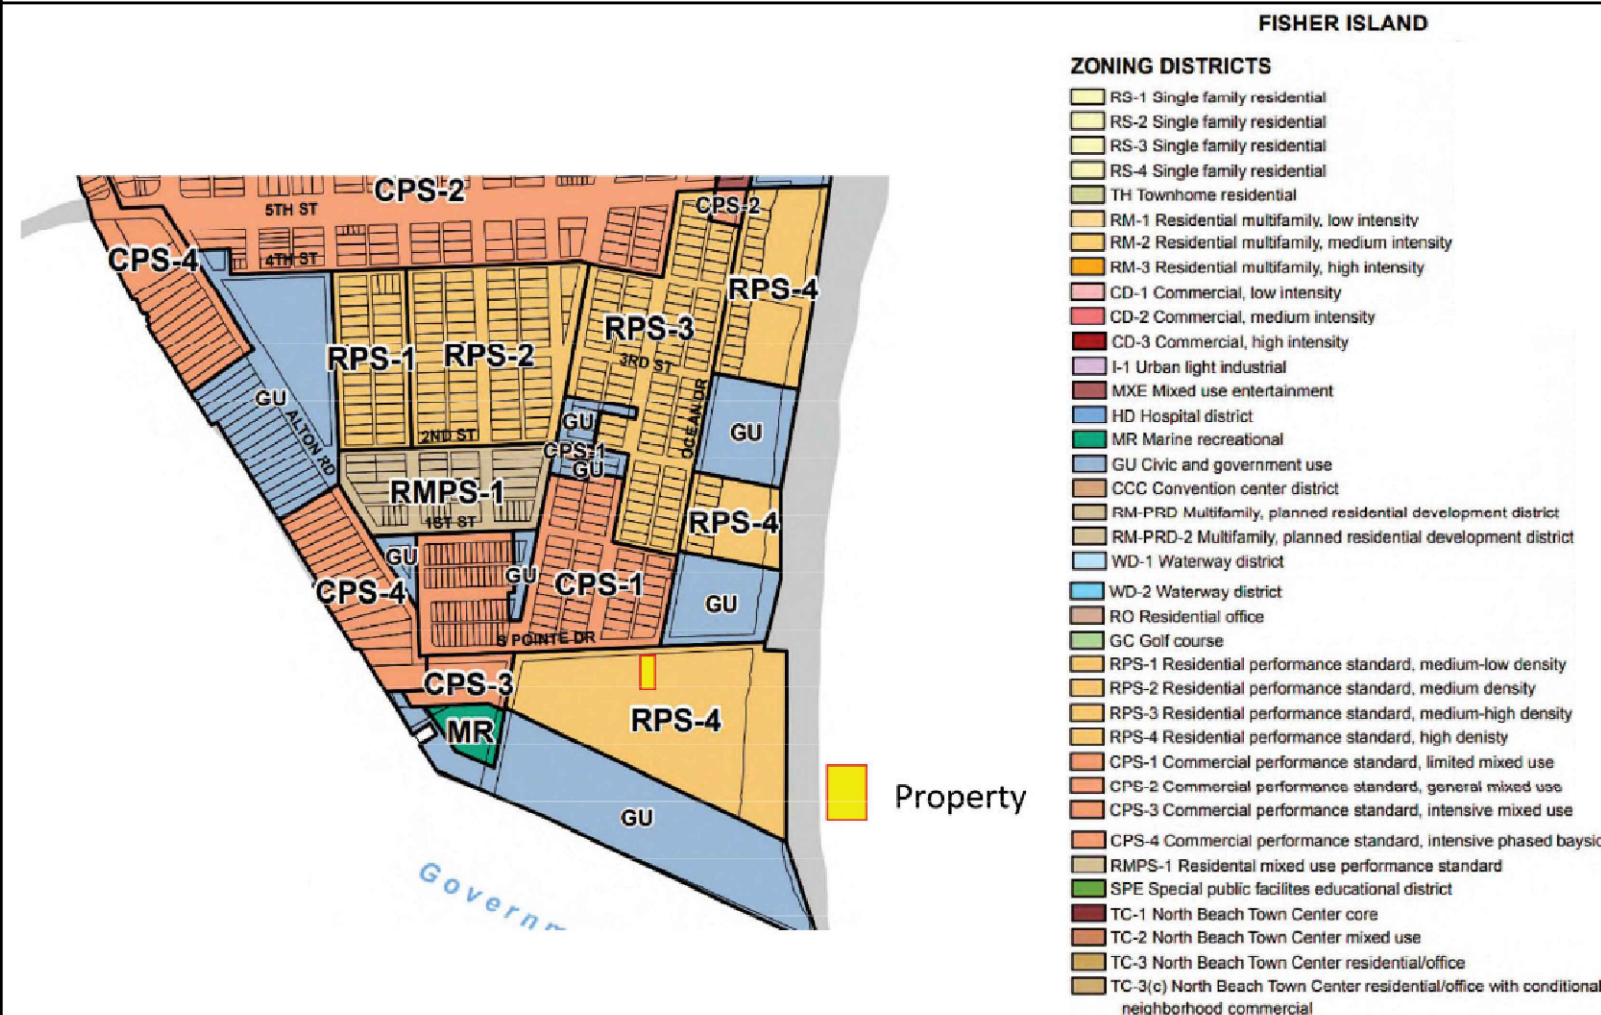 FISHER ISLAND
ZONING DISTRICTS
RS-1 Single family residential
RS-2 Single family residential
RS-3 Single family residential
RS-4 Single family residential
TH Townhome residential
RM-1 Residential multifamily, low intensity
RM-2 Residential multifamily, medium intensity
RM-3 Residential multifamily, high intensity
CD-1 Commercial, low intensity
CD-2 Commercial, medium intensity
CD-3 Commercial, high intensity
I-1 Urban light industrial
MXE Mixed use entertainment
HD Hospital district
MR Marine recreational
GU Civic and government use
CCC Convention center district
RM-PRD Multifamily, planned residential development district
RM-PRD-2 Multifamily, planned residential development district
WD-1 Waterway district
WD-2 Waterway district
RO Residential office
GC Golf course
RPS-1 Residential performance standard, medium-low density
RPS-2 Residential performance standard, medium density
RPS-3 Residential performance standard, medium-high density
RPS-4 Residential performance standard, high denisty
CPS-1 Commercial performance standard, limited mixed use
CPS-2 Commercial performance standard, general mixed use
CPS-3 Commercial performance standard, intensive mixed use
CPS-4 Commercial performance standard, intensive phased baysid
RMPS-1 Residental mixed use performance standard
SPE Special public facilites educational district
TC-1 North Beach Town Center core
TC-2 North Beach Town Center mixed use
TC-3 North Beach Town Center residential/office
TC-3(c) North Beach Town Center residential/office with conditional
neighborhood commercial
CPS-2
5TH ST
CPS-2
4TH ST
CPS-4
RPS-4
RPS-3
RPS-1
RPS-2
3RD ST
GU
ALTON RD
OCEAN DR
GU
GU
2ND ST
CPS-1
GU
RMPS-1
1ST ST
RPS-4
GU
GU
CPS-4
CPS-1
GU
S POINTE DR
CPS-3
RPS-4
MR
GU
Property
Governm